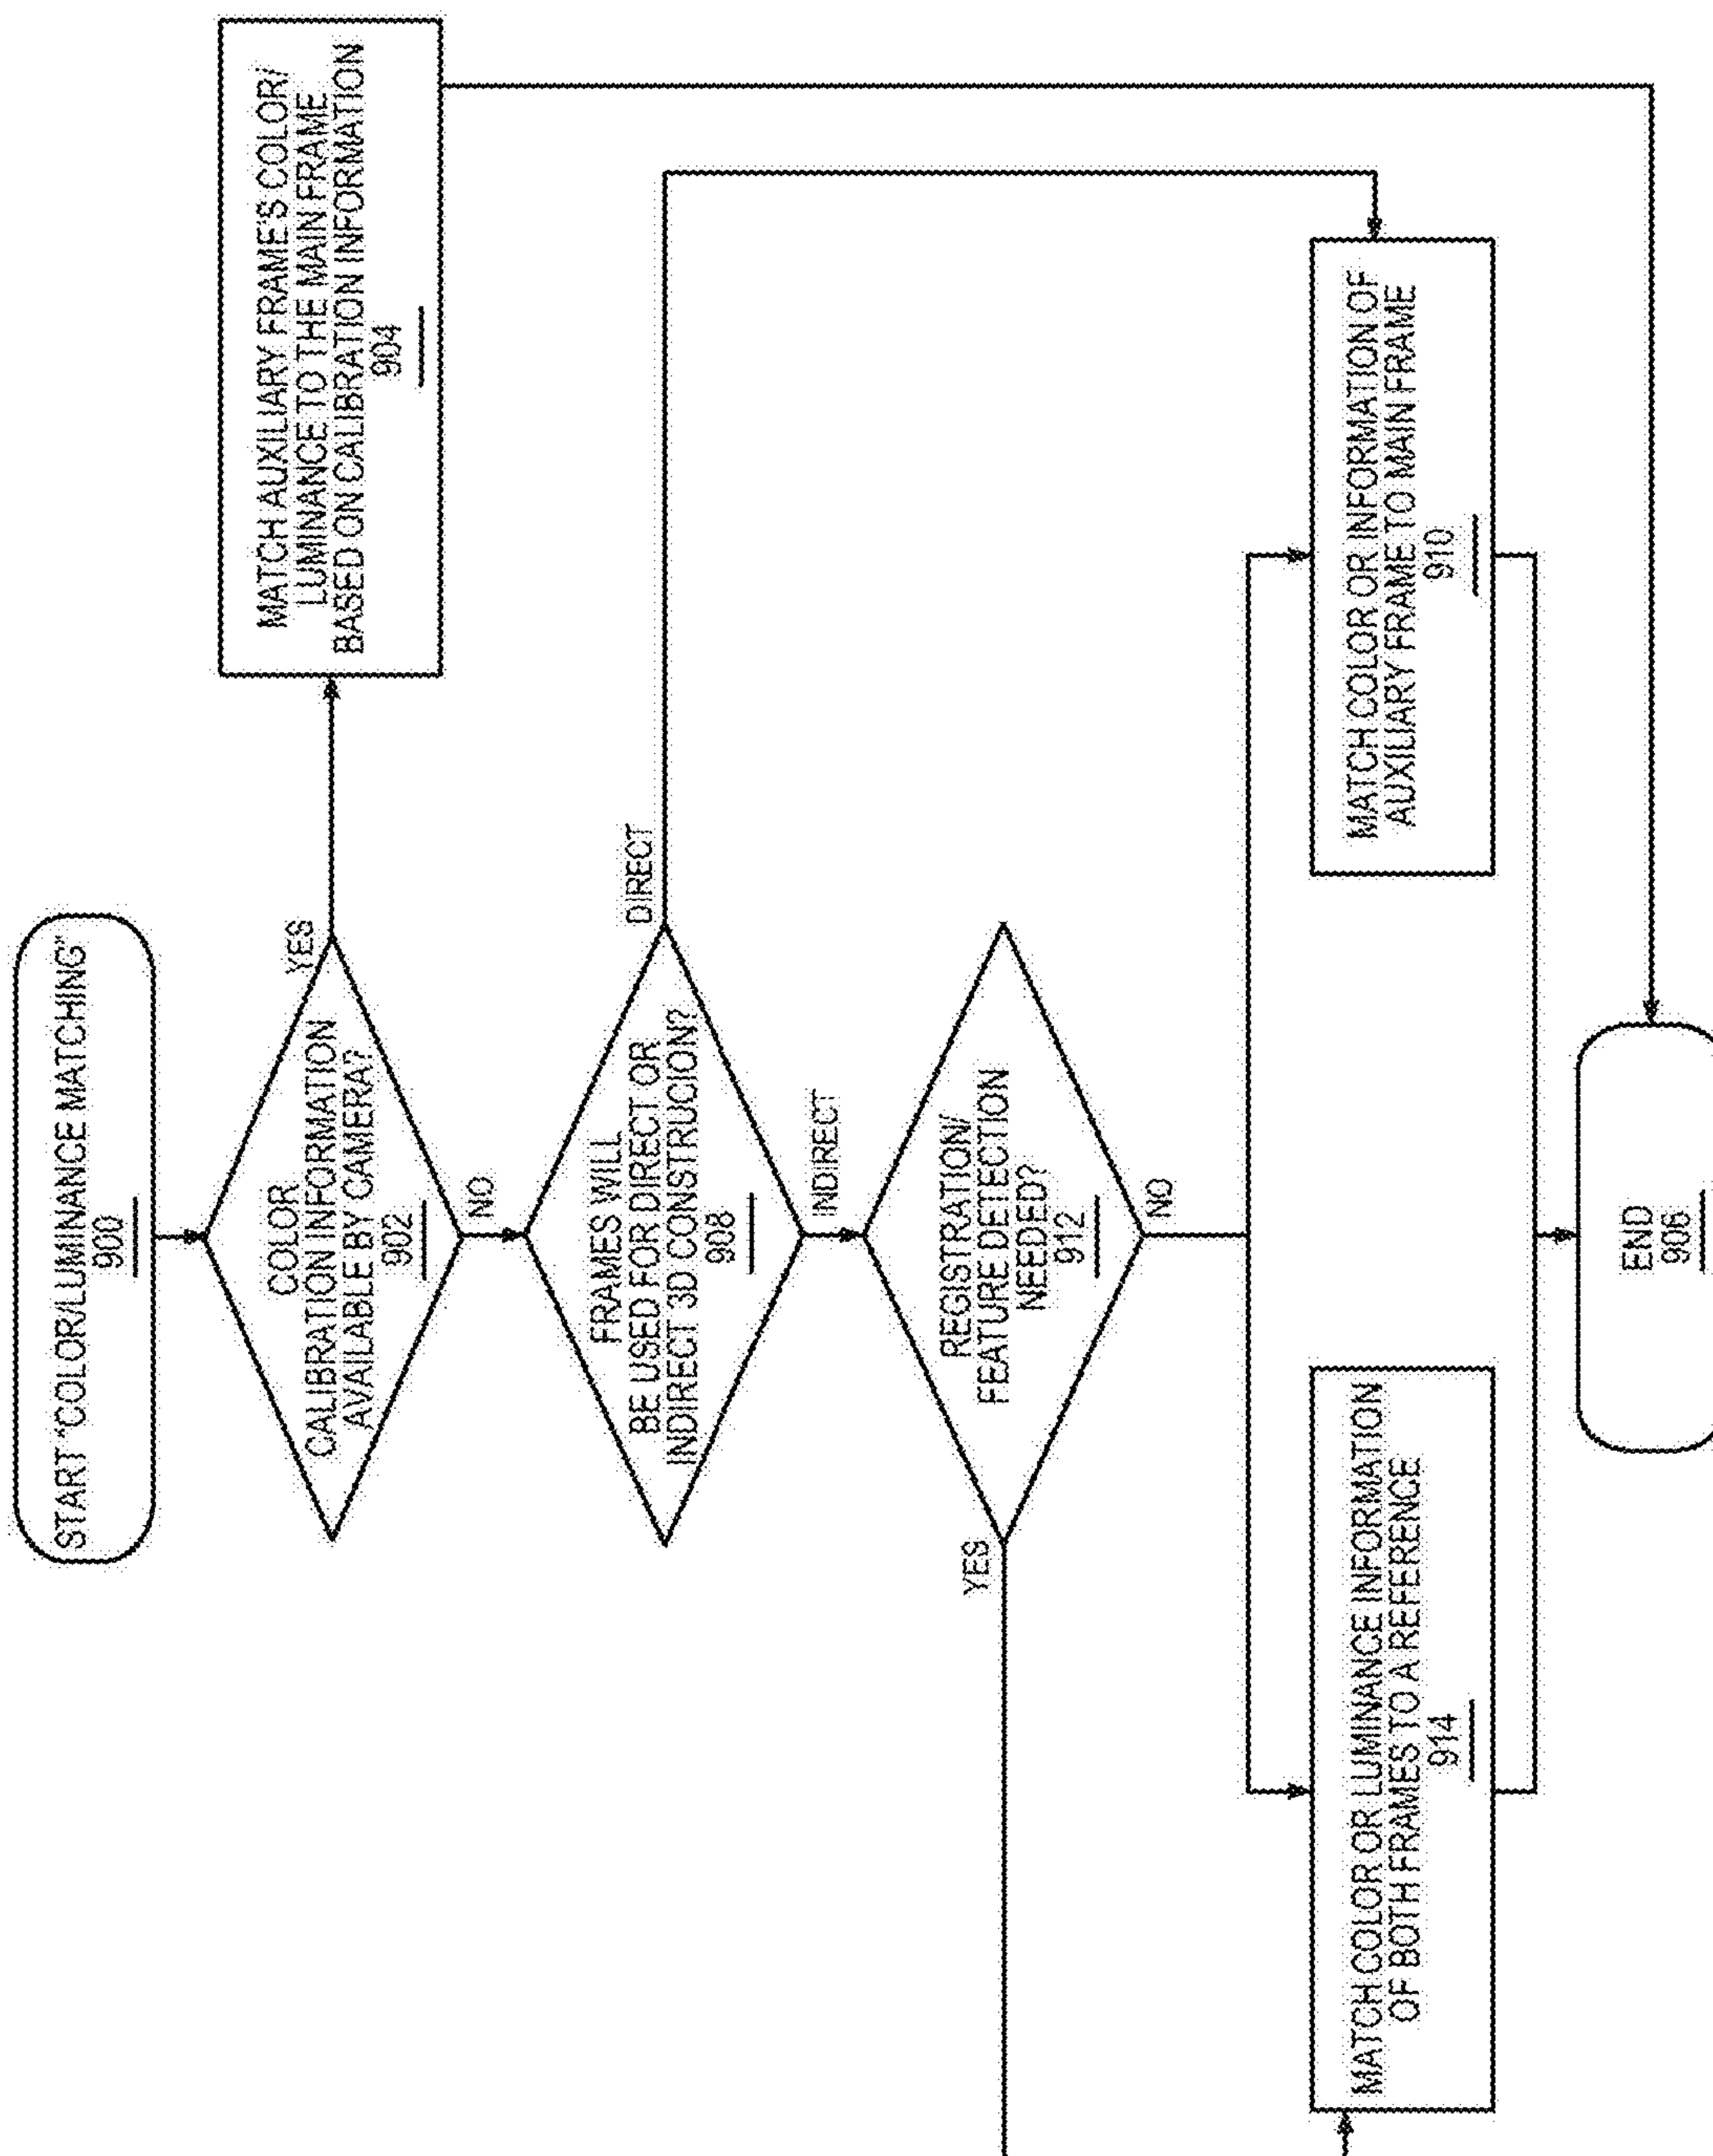 START "COLOR/LUMINANCE MATCHING"
900
COLOR
CALIBRATION INFORMATION
AVAILABLE BY CAMERA?
902
YES
NO
MATCH AUXILIARY FRAME'S COLOR/
LUMINANCE TO THE MAIN FRAME
BASED ON CALIBRATION INFORMATION
904
FRAMES WILL
BE USED FOR DIRECT OR
INDIRECT 3D CONSTRUCION?
908
DIRECT
INDIRECT
REGISTRATION/
FEATURE DETECTION
NEEDED?
912
YES
NO
MATCH COLOR OR LUMINANCE INFORMATION
OF BOTH FRAMES TO A REFERENCE
914
MATCH COLOR OR INFORMATION OF
AUXILIARY FRAME TO MAIN FRAME
910
END
906